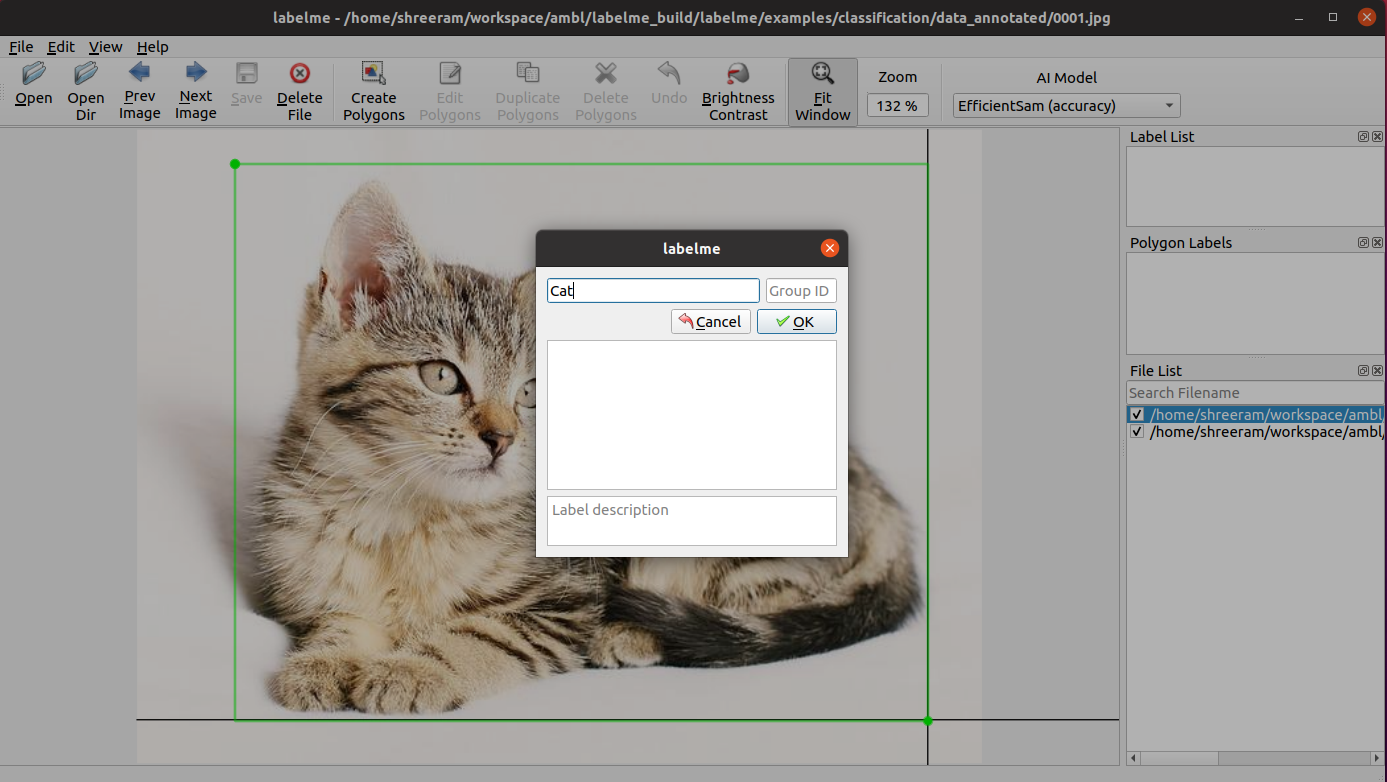 labelme - /home/shreeram/workspace/ambl/labelme_build/labelme/examples/classification/data_annotated/0001.jpg
File Edit View Help
Open
Open Dir
Prev Image
Next Image
Save
Delete File
Create Polygons
Edit Polygons
Duplicate Polygons
Delete Polygons
Undo
Brightness Contrast
Fit Window
Zoom
132 %
AI Model
EfficientSam (accuracy)
labelme
Cat
Group ID
Cancel
OK
Label description
Label List
Polygon Labels
File List
Search Filename
/home/shreeram/workspace/ambl/
/home/shreeram/workspace/ambl/